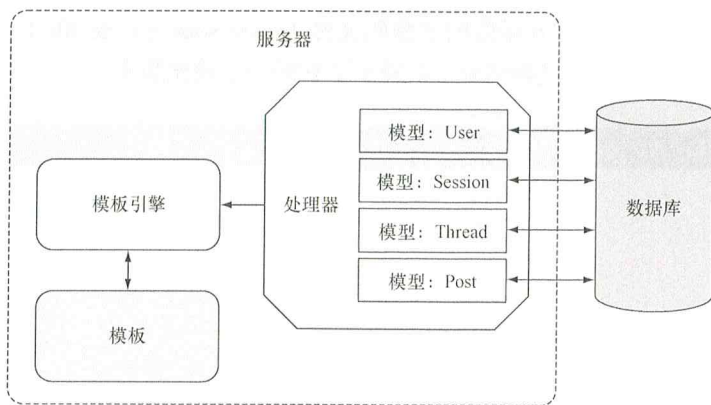 服务器
模型：User
模型：Session
模板引擎
处理器
数据库
模型：Thread
模型：Post
模板